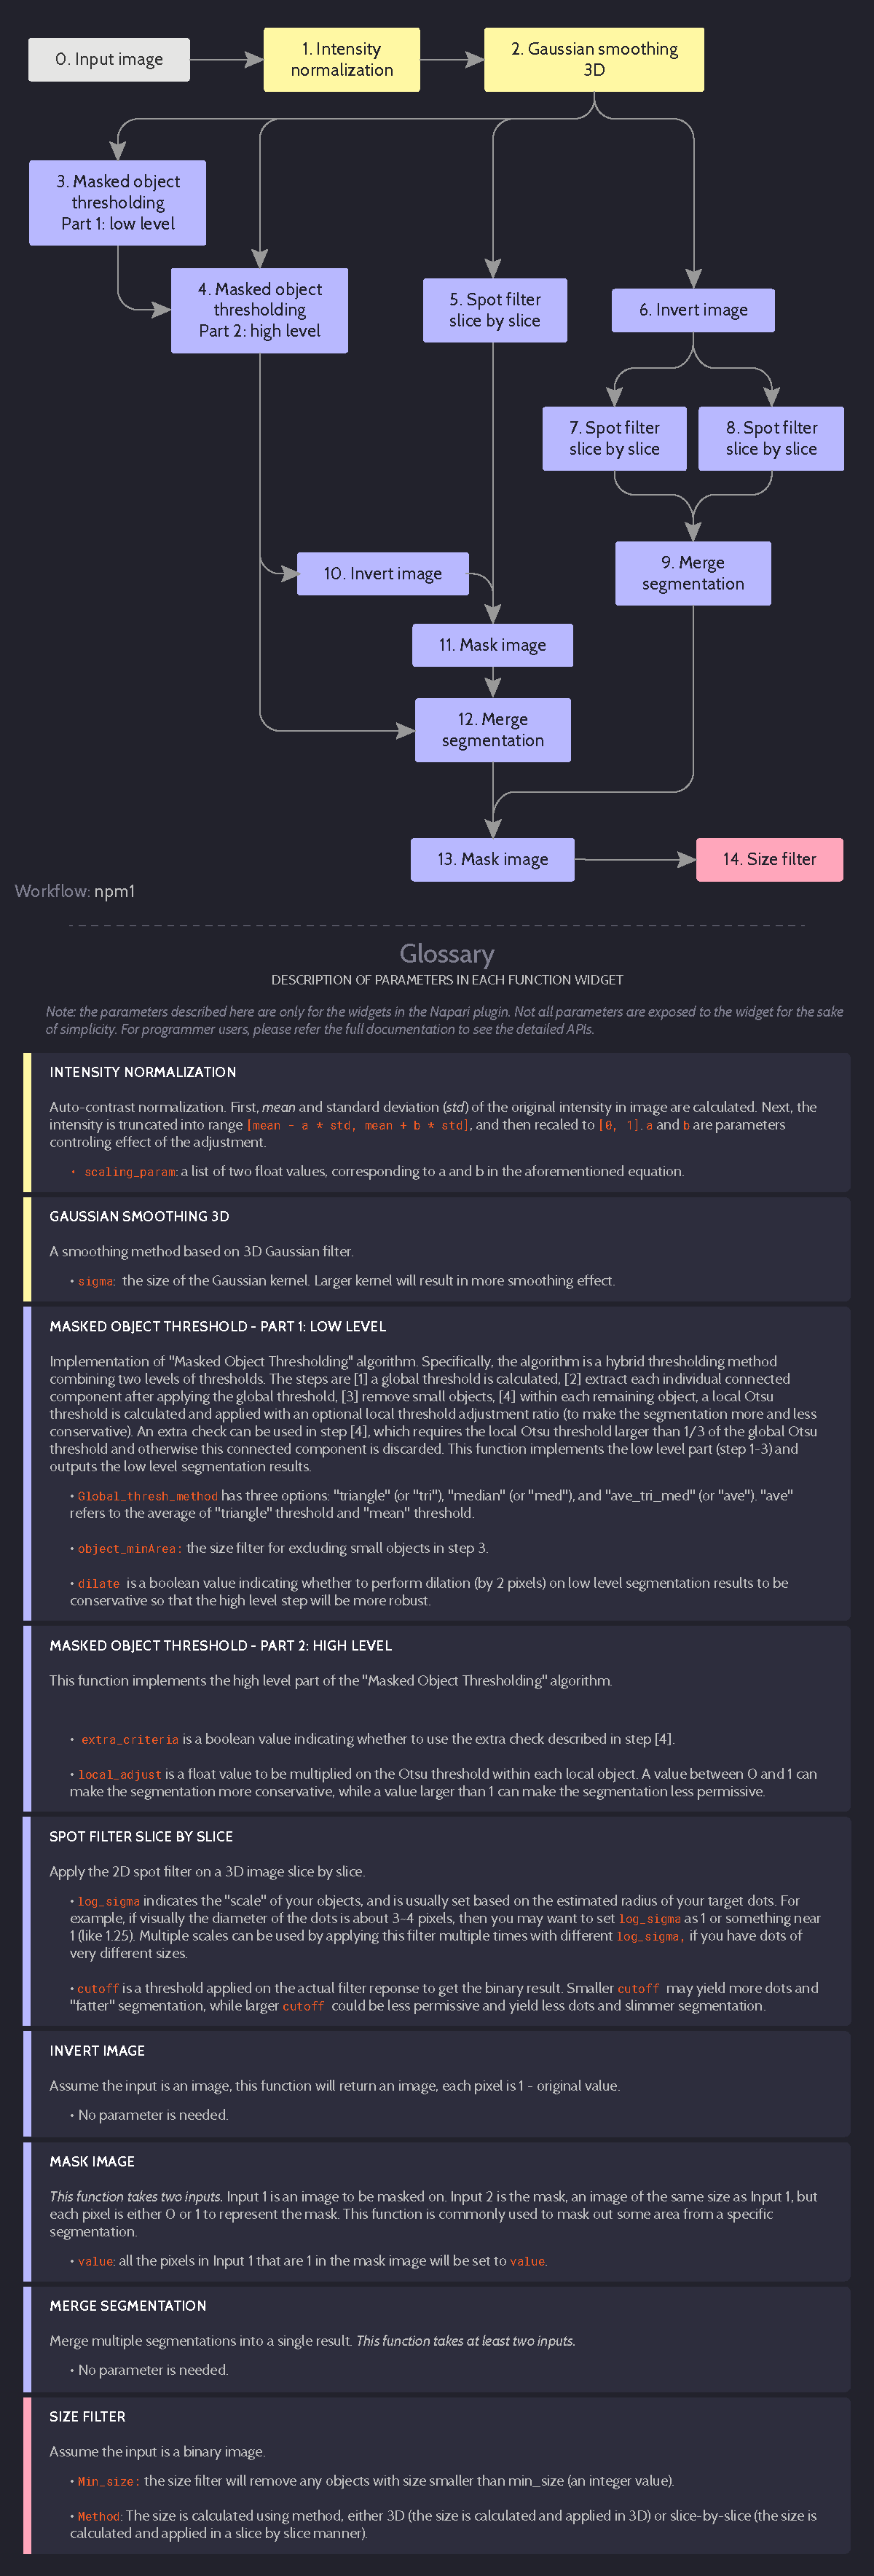 0. Input image
1. Intensity
normalization
2. Gaussian smoothing
3D
3. Masked object
thresholding
Part 1: low level
4. Masked object
thresholding
Part 2: high level
5. Spot filter
slice by slice
6. Invert image
7. Spot filter
slice by slice
8. Spot filter
slice by slice
9. Merge
segmentation
10. Invert image
11. Mask image
12. Merge
segmentation
13. Mask image
14. Size filter
Workflow: npm1
Glossary
DESCRIPTION OF PARAMETERS IN EACH FUNCTION WIDGET
Note: the parameters described here are only for the widgets in the Napari plugin. Not all parameters are exposed to the widget for the sake
of simplicity. For programmer users, please refer the full documentation to see the detailed APIs.
INTENSITY NORMALIZATION
Auto-contrast normalization. First, mean and standard deviation (std) of the original intensity in image are calculated. Next, the
intensity is truncated into range [mean - a * std, mean + b * std], and then recaled to [0, 1]. a and b are parameters
controling effect of the adjustment.
• scaling_param: a list of two float values, corresponding to a and b in the aforementioned equation.
GAUSSIAN SMOOTHING 3D
A smoothing method based on 3D Gaussian filter.
• sigma: the size of the Gaussian kernel. Larger kernel will result in more smoothing effect.
MASKED OBJECT THRESHOLD - PART 1: LOW LEVEL
Implementation of "Masked Object Thresholding" algorithm. Specifically, the algorithm is a hybrid thresholding method
combining two levels of thresholds. The steps are [1] a global threshold is calculated, [2] extract each individual connected
component after applying the global threshold, [3] remove small objects, [4] within each remaining object, a local Otsu
threshold is calculated and applied with an optional local threshold adjustment ratio (to make the segmentation more and less
conservative). An extra check can be used in step [4], which requires the local Otsu threshold larger than 1/3 of the global Otsu
threshold and otherwise this connected component is discarded. This function implements the low level part (step 1-3) and
outputs the low level segmentation results.
• Global_thresh_method has three options: "triangle" (or "tri"), "median" (or "med"), and "ave_tri_med" (or "ave"). "ave"
refers to the average of "triangle" threshold and "mean" threshold.
• object_minArea: the size filter for excluding small objects in step 3.
• dilate is a boolean value indicating whether to perform dilation (by 2 pixels) on low level segmentation results to be
conservative so that the high level step will be more robust.
MASKED OBJECT THRESHOLD - PART 2: HIGH LEVEL
This function implements the high level part of the "Masked Object Thresholding" algorithm.
• extra_criteria is a boolean value indicating whether to use the extra check described in step [4].
• local_adjust is a float value to be multiplied on the Otsu threshold within each local object. A value between 0 and 1 can
make the segmentation more conservative, while a value larger than 1 can make the segmentation less permissive.
SPOT FILTER SLICE BY SLICE
Apply the 2D spot filter on a 3D image slice by slice.
• log_sigma indicates the "scale" of your objects, and is usually set based on the estimated radius of your target dots. For
example, if visually the diameter of the dots is about 3~4 pixels, then you may want to set log_sigma as 1 or something near
1 (like 1.25). Multiple scales can be used by applying this filter multiple times with different log_sigma, if you have dots of
very different sizes.
• cutoff is a threshold applied on the actual filter reponse to get the binary result. Smaller cutoff may yield more dots and
"fatter" segmentation, while larger cutoff could be less permissive and yield less dots and slimmer segmentation.
INVERT IMAGE
Assume the input is an image, this function will return an image, each pixel is 1 - original value.
• No parameter is needed.
MASK IMAGE
This function takes two inputs. Input 1 is an image to be masked on. Input 2 is the mask, an image of the same size as Input 1, but
each pixel is either 0 or 1 to represent the mask. This function is commonly used to mask out some area from a specific
segmentation.
• value: all the pixels in Input 1 that are 1 in the mask image will be set to value.
MERGE SEGMENTATION
Merge multiple segmentations into a single result. This function takes at least two inputs.
• No parameter is needed.
SIZE FILTER
Assume the input is a binary image.
• Min_size: the size filter will remove any objects with size smaller than min_size (an integer value).
• Method: The size is calculated using method, either 3D (the size is calculated and applied in 3D) or slice-by-slice (the size is
calculated and applied in a slice by slice manner).